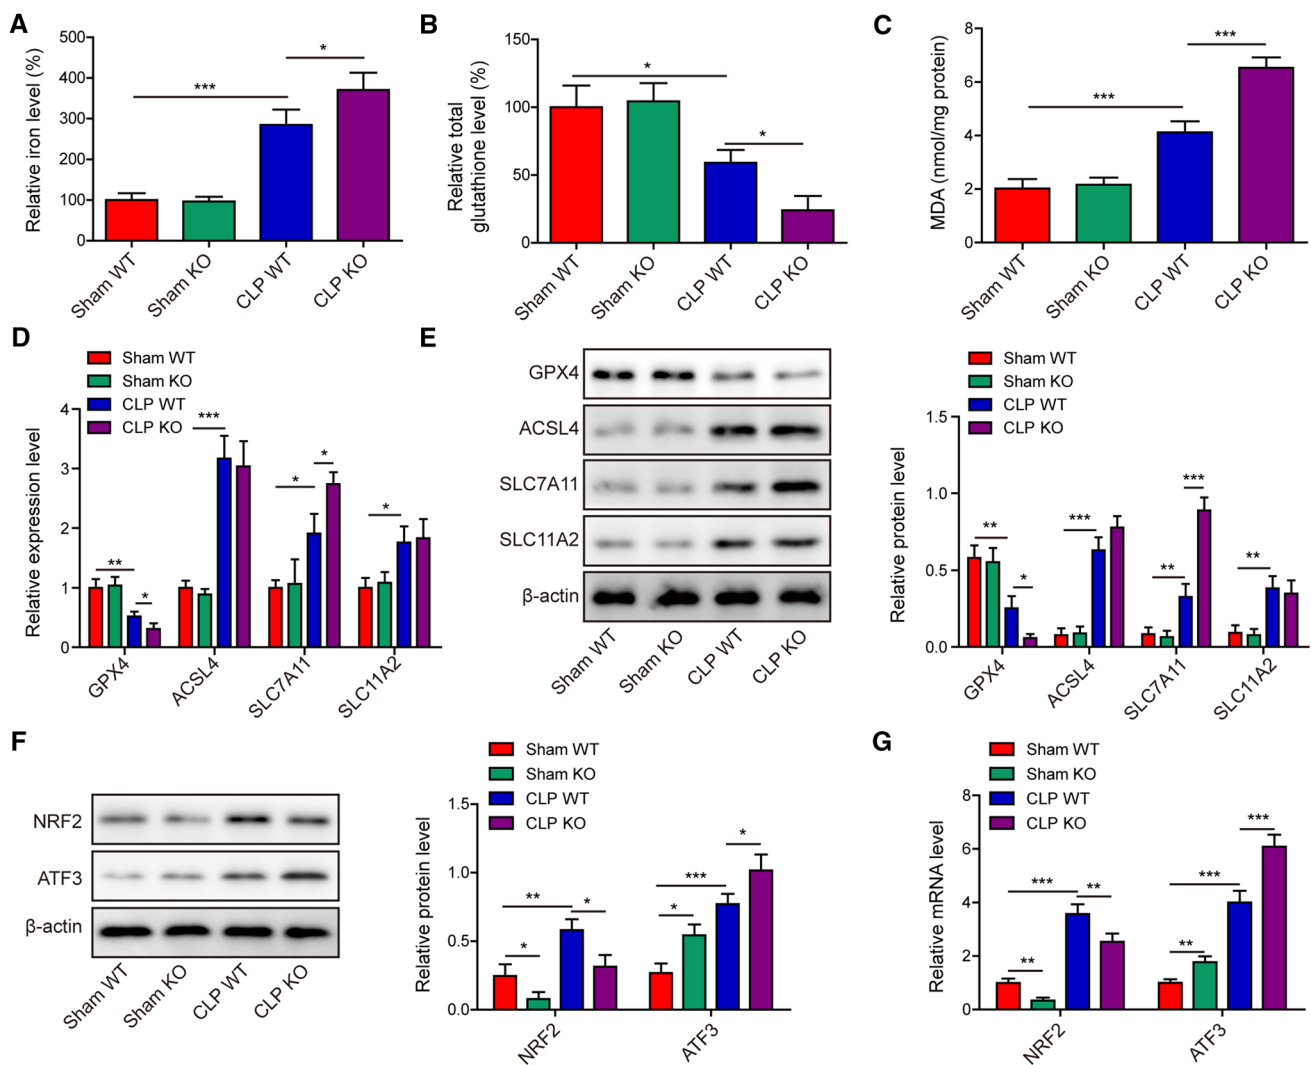 A
Relative iron level (%)
500
400
300
200
100
0
***
*
Sham WT
Sham KO
CLP WT
CLP KO
B
Relative total
glutathione level (%)
150
100
50
0
*
*
Sham WT
Sham KO
CLP WT
CLP KO
C
MDA (nmol/mg protein)
8
6
4
2
0
***
***
Sham WT
Sham KO
CLP WT
CLP KO
D
Sham WT
Sham KO
CLP WT
CLP KO
Relative expression level
4
3
2
1
0
**
*
***
*
*
*
GPX4
ACSL4
SLC7A11
SLC11A2
E
GPX4
ACSL4
SLC7A11
SLC11A2
β-actin
Sham WT
Sham KO
CLP WT
CLP KO
Sham WT
Sham KO
CLP WT
CLP KO
Relative protein level
1.5
1.0
0.5
0.0
**
*
***
**
***
**
GPX4
ACSL4
SLC7A11
SLC11A2
F
NRF2
ATF3
β-actin
Sham WT
Sham KO
CLP WT
CLP KO
Sham WT
Sham KO
CLP WT
CLP KO
Relative protein level
1.5
1.0
0.5
0.0
*
**
*
*
***
*
NRF2
ATF3
G
Sham WT
Sham KO
CLP WT
CLP KO
Relative mRNA level
8
6
4
2
0
**
***
**
**
***
***
NRF2
ATF3